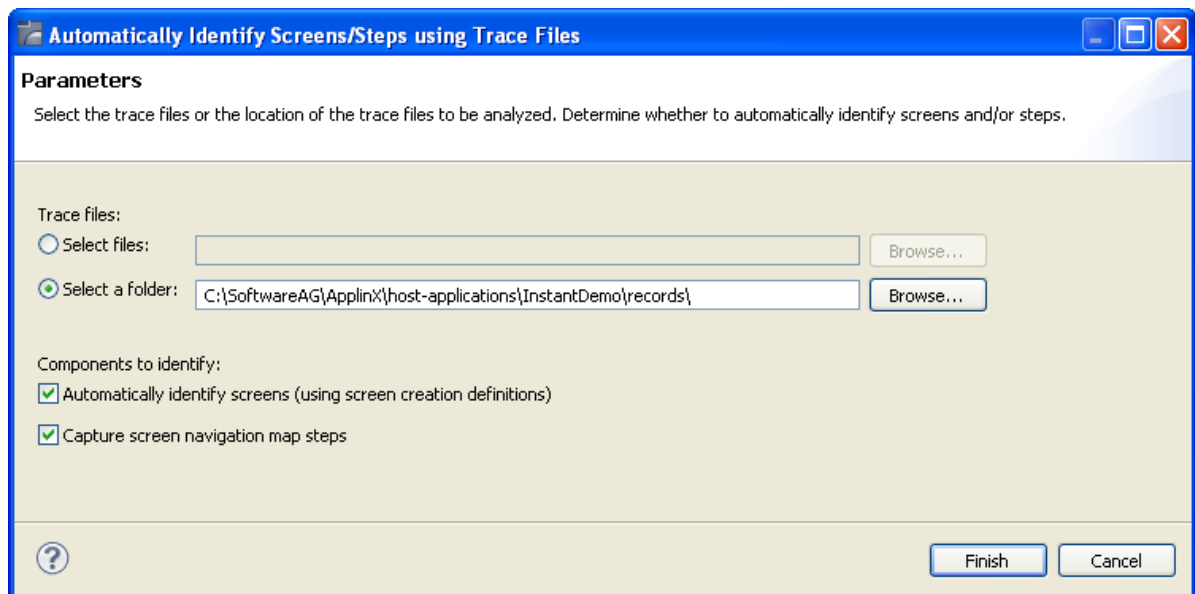 Automatically Identify Screens/Steps using Trace Files
Parameters
Select the trace files or the location of the trace files to be analyzed. Determine whether to automatically identify screens and/or steps.
Trace files:
Select files: Browse...
Select a folder: C:\SoftwareAG\ApplinX\host-applications\InstantDemo\records\ Browse...
Components to identify:
Automatically identify screens (using screen creation definitions)
Capture screen navigation map steps
? Finish Cancel